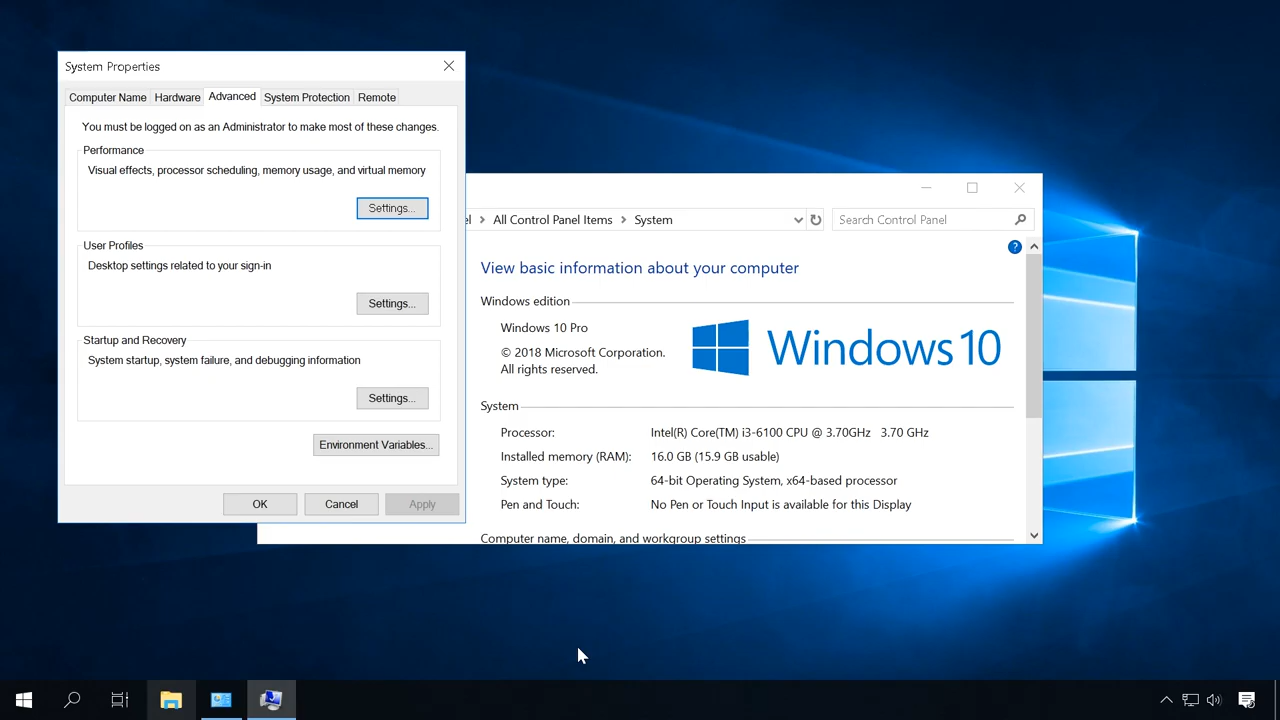 System Properties
Computer Name Hardware Advanced System Protection Remote
You must be logged on as an Administrator to make most of these changes.
Performance
Visual effects, processor scheduling, memory usage, and virtual memory
Settings...
User Profiles
Desktop settings related to your sign-in
Settings...
Startup and Recovery
System startup, system failure, and debugging information
Settings...
Environment Variables...
OK Cancel Apply
el > All Control Panel Items > System
Search Control Panel
?
View basic information about your computer
Windows edition
Windows 10 Pro
© 2018 Microsoft Corporation.
All rights reserved.
Windows 10
System
Processor: Intel(R) Core(TM) i3-6100 CPU @ 3.70GHz 3.70 GHz
Installed memory (RAM): 16.0 GB (15.9 GB usable)
System type: 64-bit Operating System, x64-based processor
Pen and Touch: No Pen or Touch Input is available for this Display
Computer name, domain, and workgroup settings